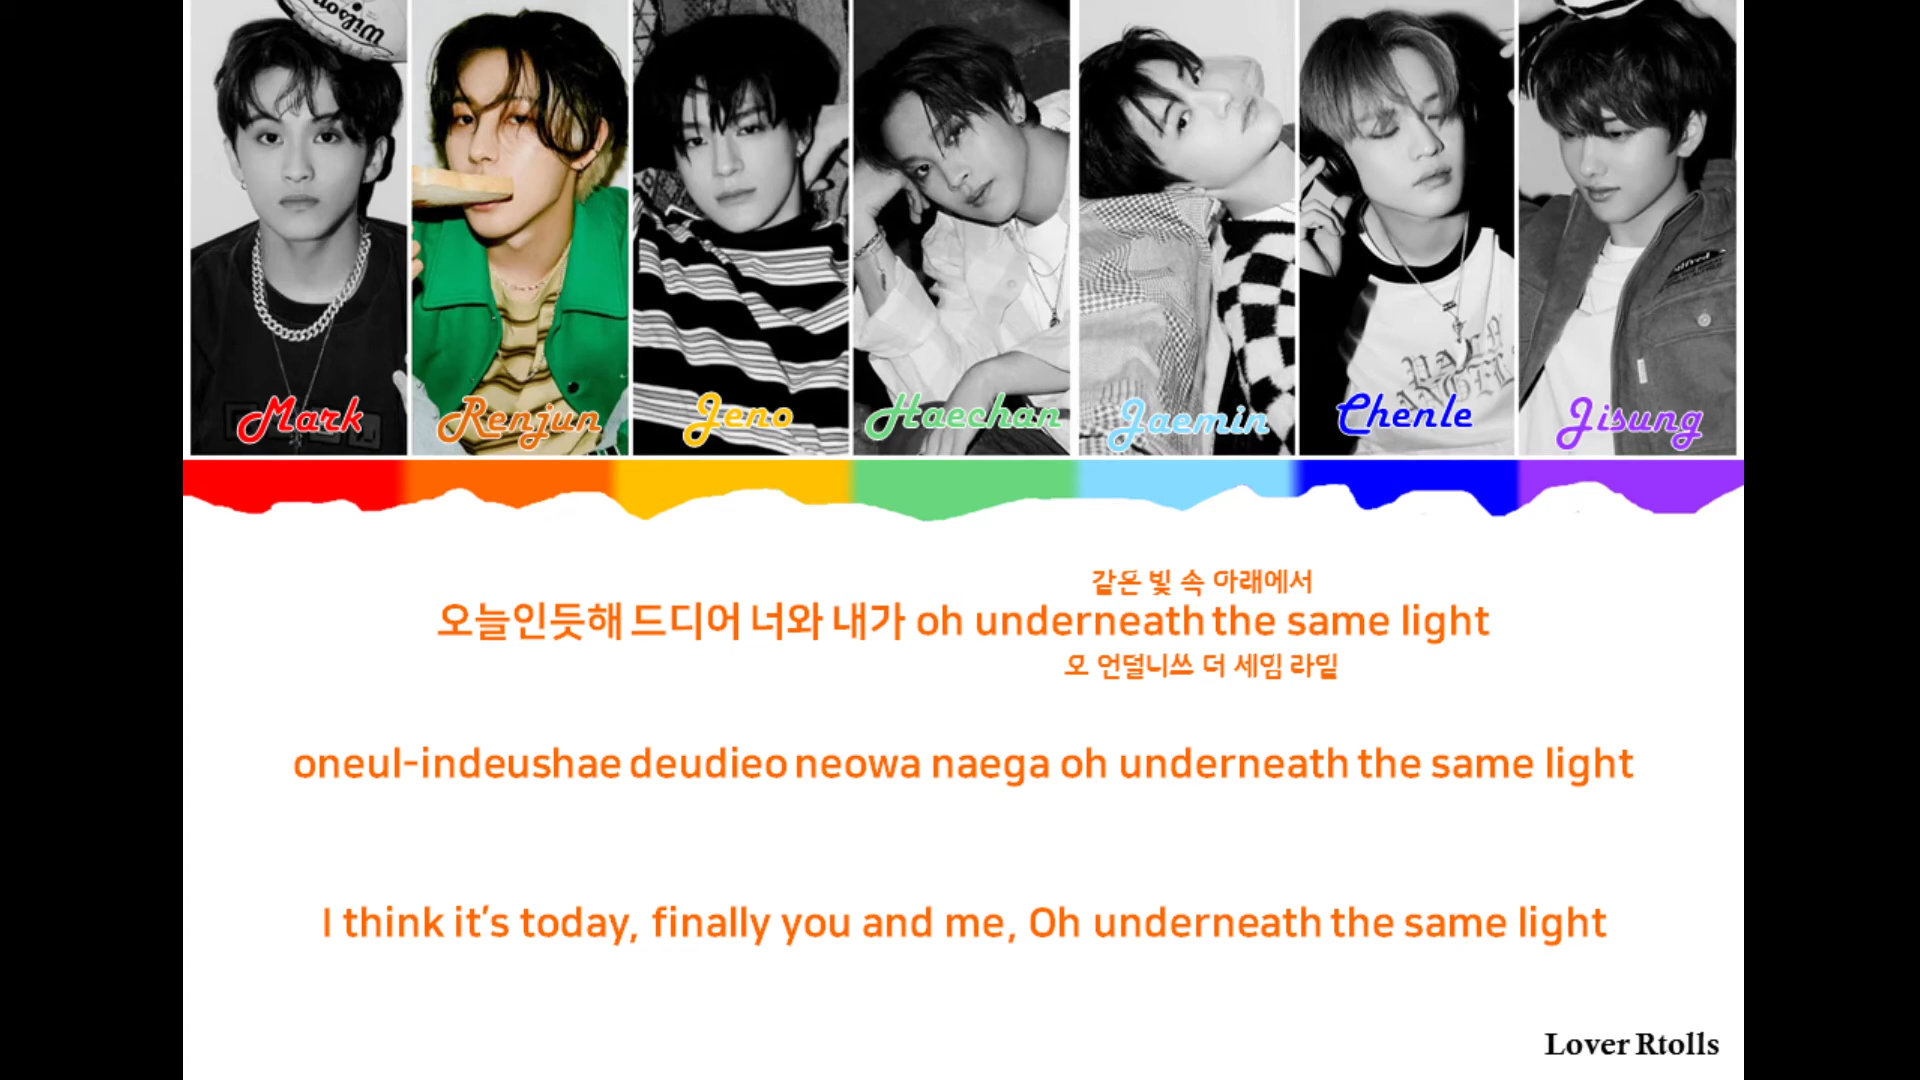 Wilson
Mark Renjun Jeno Haechan Jaemin Chenle Jisung
같은 빛 속 아래에서
오늘인듯해 드디어 너와 내가 oh underneath the same light
오 언덜니쓰 더 세임 라잍
oneul-indeushae deudieo neowa naega oh underneath the same light
I think it's today, finally you and me, Oh underneath the same light
Lover Rtolls